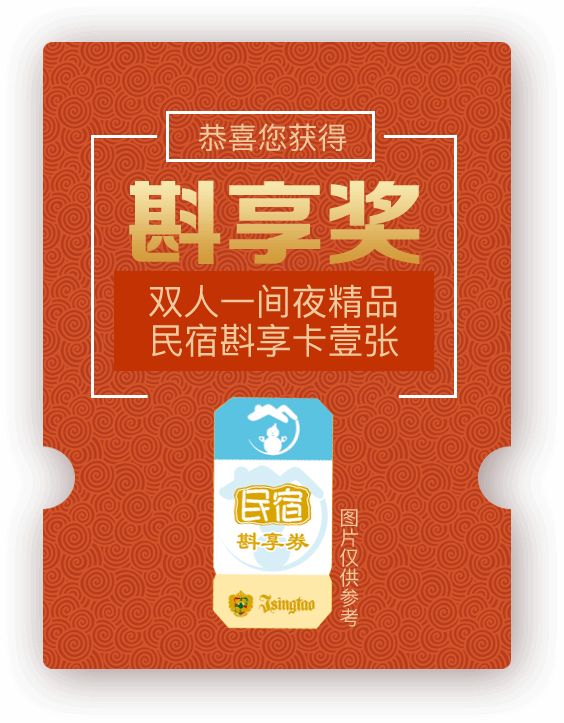 恭喜您获得
斟享奖
双人一间夜精品
民宿斟享卡壹张
民宿
斟享券
Tsingtao
图片仅供参考